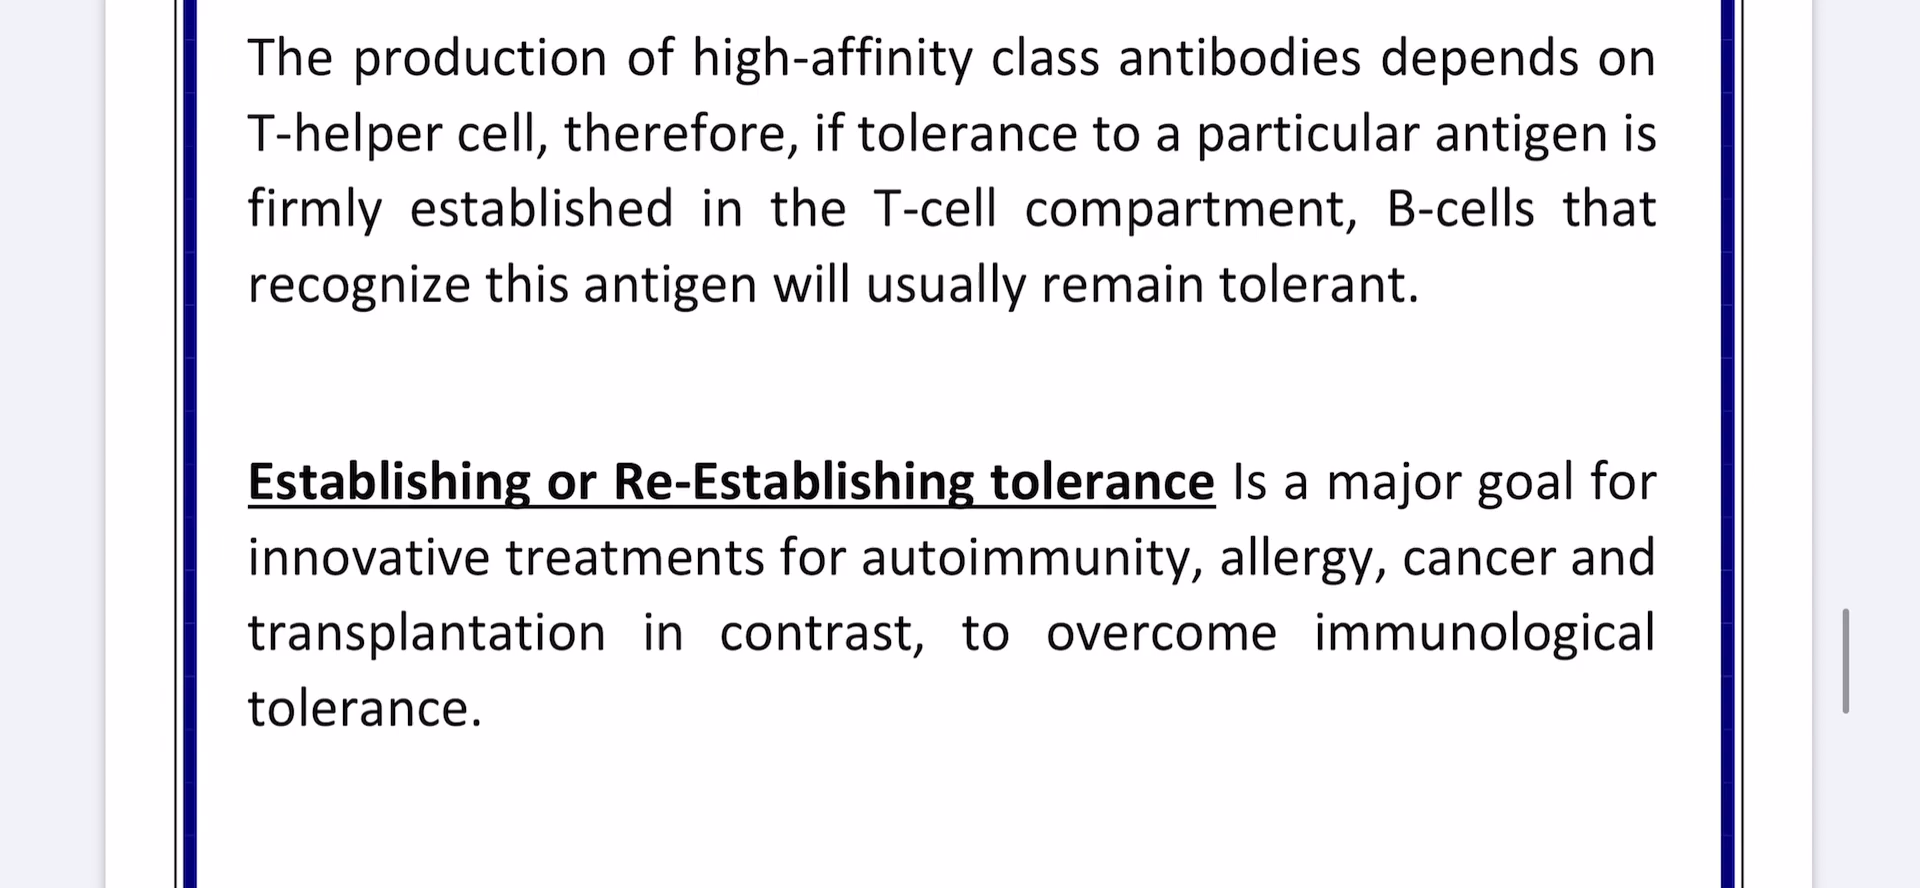 The production of high-affinity class antibodies depends on
T-helper cell, therefore, if tolerance to a particular antigen is
firmly established in the T-cell compartment, B-cells that
recognize this antigen will usually remain tolerant.
Establishing or Re-Establishing tolerance Is a major goal for
innovative treatments for autoimmunity, allergy, cancer and
transplantation in contrast, to overcome immunological
tolerance.